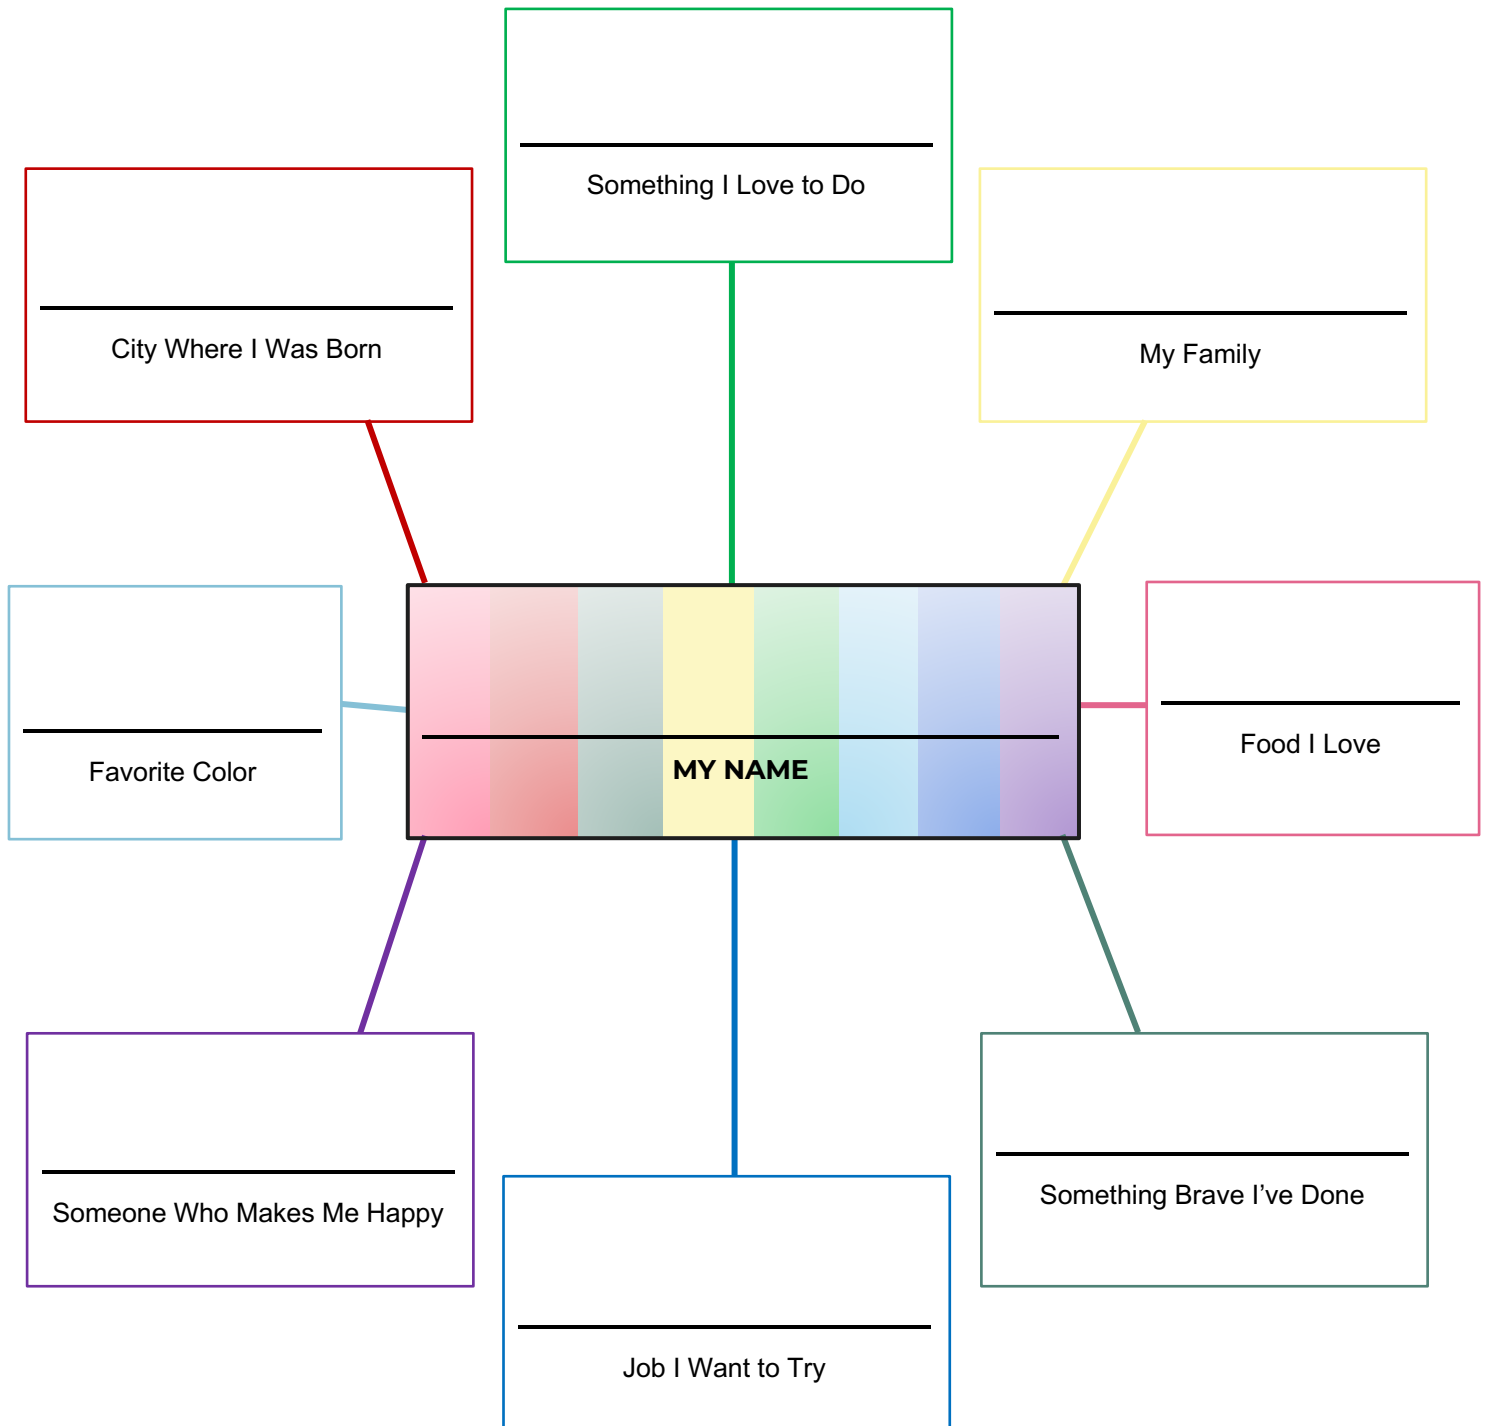 Something I Love to Do
City Where I Was Born
My Family
Favorite Color
MY NAME
Food I Love
Someone Who Makes Me Happy
Something Brave I’ve Done
Job I Want to Try